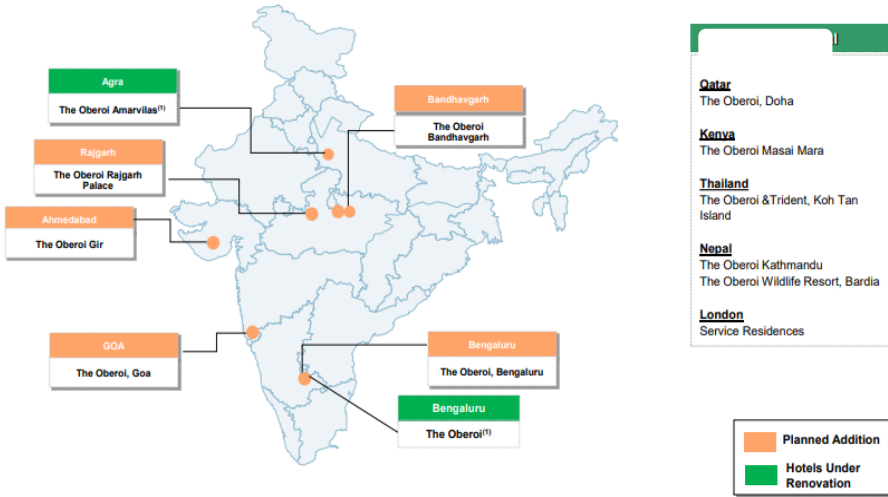 Agra
The Oberoi Amarvilas(1)
Rajgarh
The Oberoi Rajgarh
Palace
Ahmedabad
The Oberoi Gir
GOA
The Oberoi, Goa
Bandhavgarh
The Oberoi
Bandhavgarh
Bengaluru
The Oberoi, Bengaluru
Bengaluru
The Oberoi(1)
Qatar
The Oberoi, Doha
Kenya
The Oberoi Masai Mara
Thailand
The Oberoi &Trident, Koh Tan
Island
Nepal
The Oberoi Kathmandu
The Oberoi Wildlife Resort, Bardia
London
Service Residences
Planned Addition
Hotels Under
Renovation